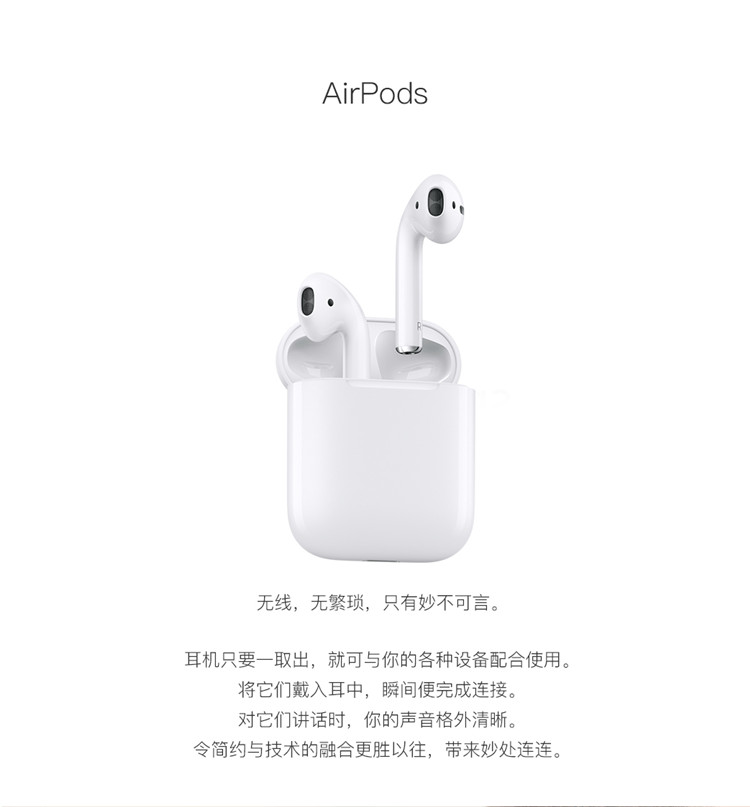 AirPods
无线，无繁琐，只有妙不可言。
耳机只要一取出，就可与你的各种设备配合使用。
将它们戴入耳中，瞬间便完成连接。
对它们讲话时，你的声音格外清晰。
令简约与技术的融合更胜以往，带来妙处连连。